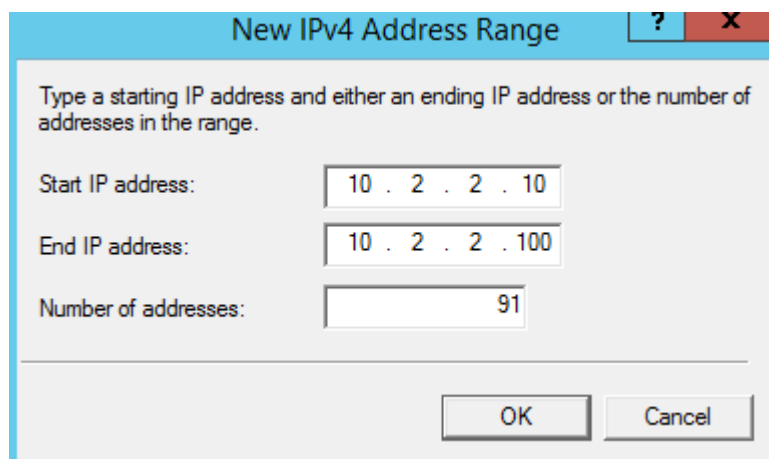 New IPv4 Address Range ? x
Type a starting IP address and either an ending IP address or the number of
addresses in the range.
Start IP address: 10 . 2 . 2 . 10
End IP address: 10 . 2 . 2 . 100
Number of addresses: 91
OK Cancel